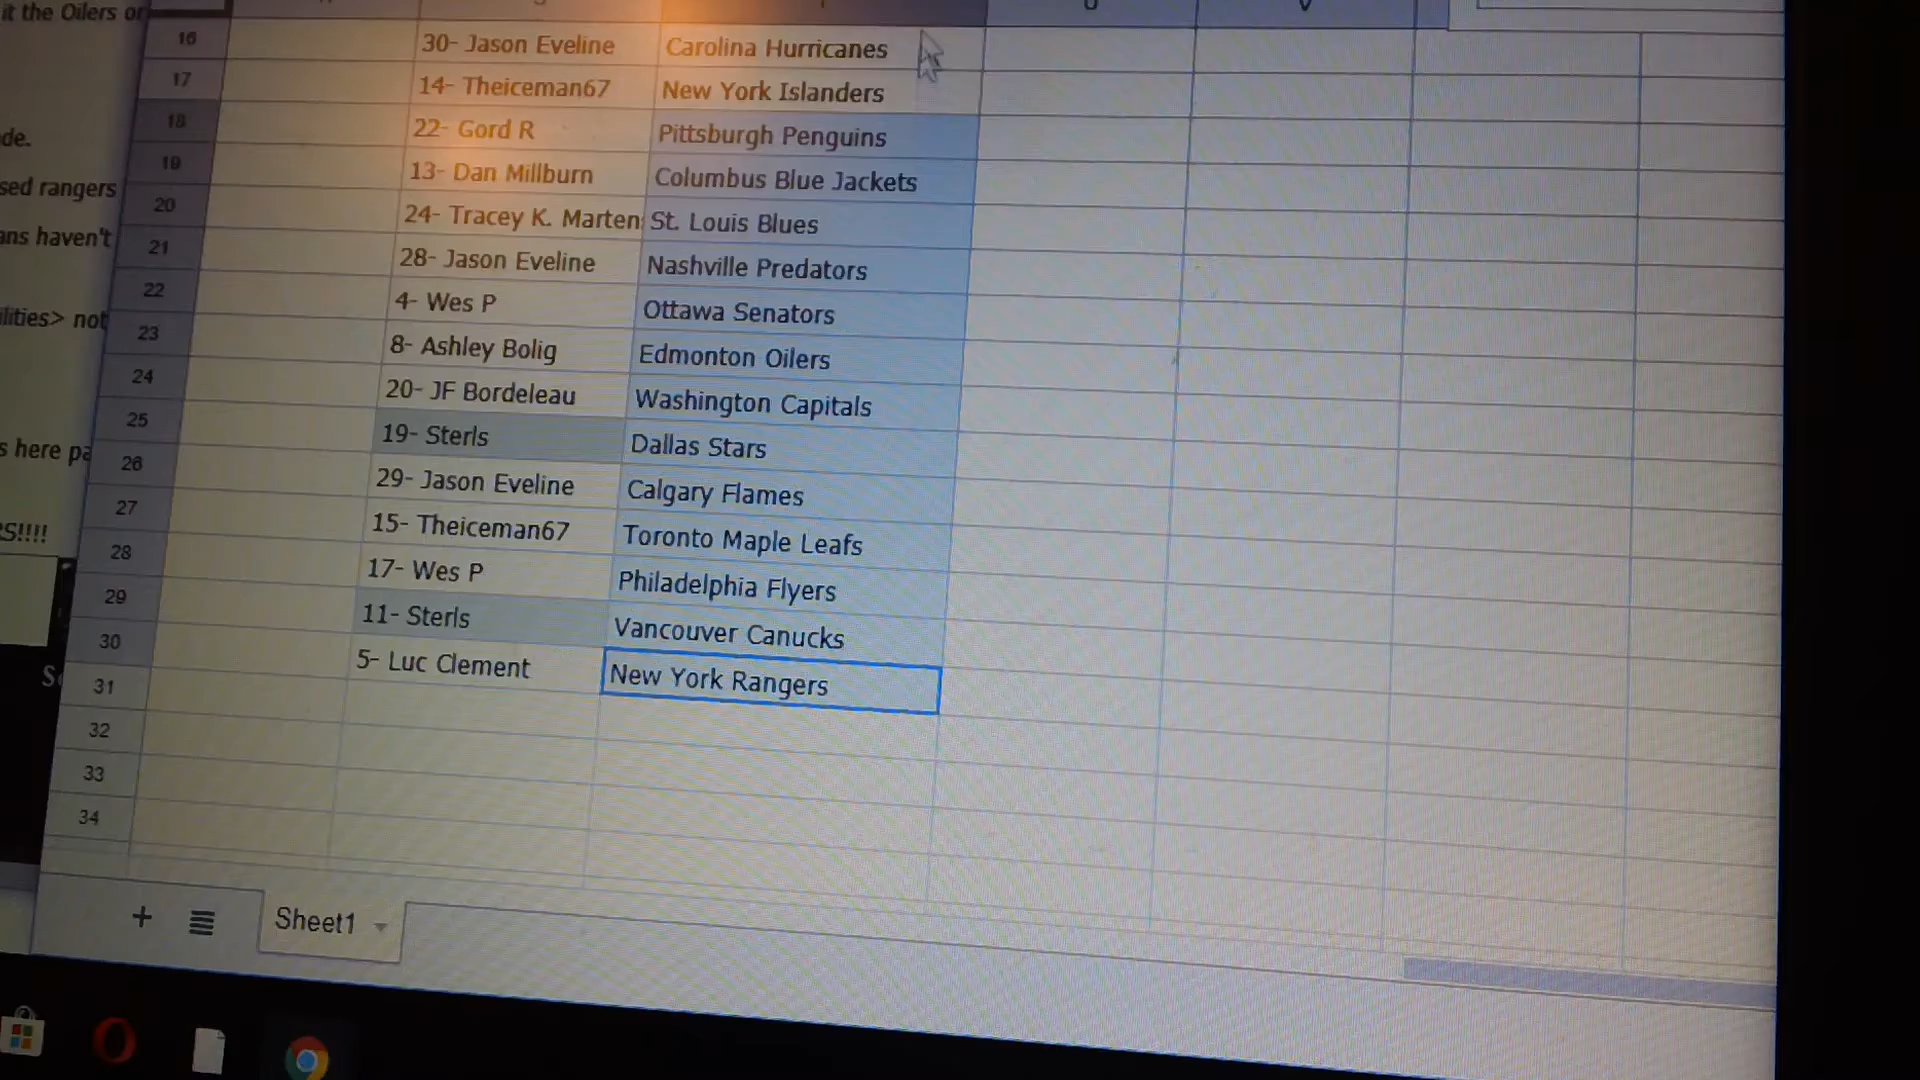 it the Oilers or
16 30- Jason Eveline Carolina Hurricanes
17 14- Theiceman67 New York Islanders
18 22- Gord R Pittsburgh Penguins
de.
19 13- Dan Millburn Columbus Blue Jackets
sed rangers
20 24- Tracey K. Marten St. Louis Blues
ans haven't
21 28- Jason Eveline Nashville Predators
22 4- Wes P Ottawa Senators
ilities> not
23 8- Ashley Bolig Edmonton Oilers
24 20- JF Bordeleau Washington Capitals
25 19- Sterls Dallas Stars
s here pa
26 29- Jason Eveline Calgary Flames
27 15- Theiceman67 Toronto Maple Leafs
S!!!!
28 17- Wes P Philadelphia Flyers
29 11- Sterls Vancouver Canucks
30 5- Luc Clement New York Rangers
31
32
33
34
+ Sheet1